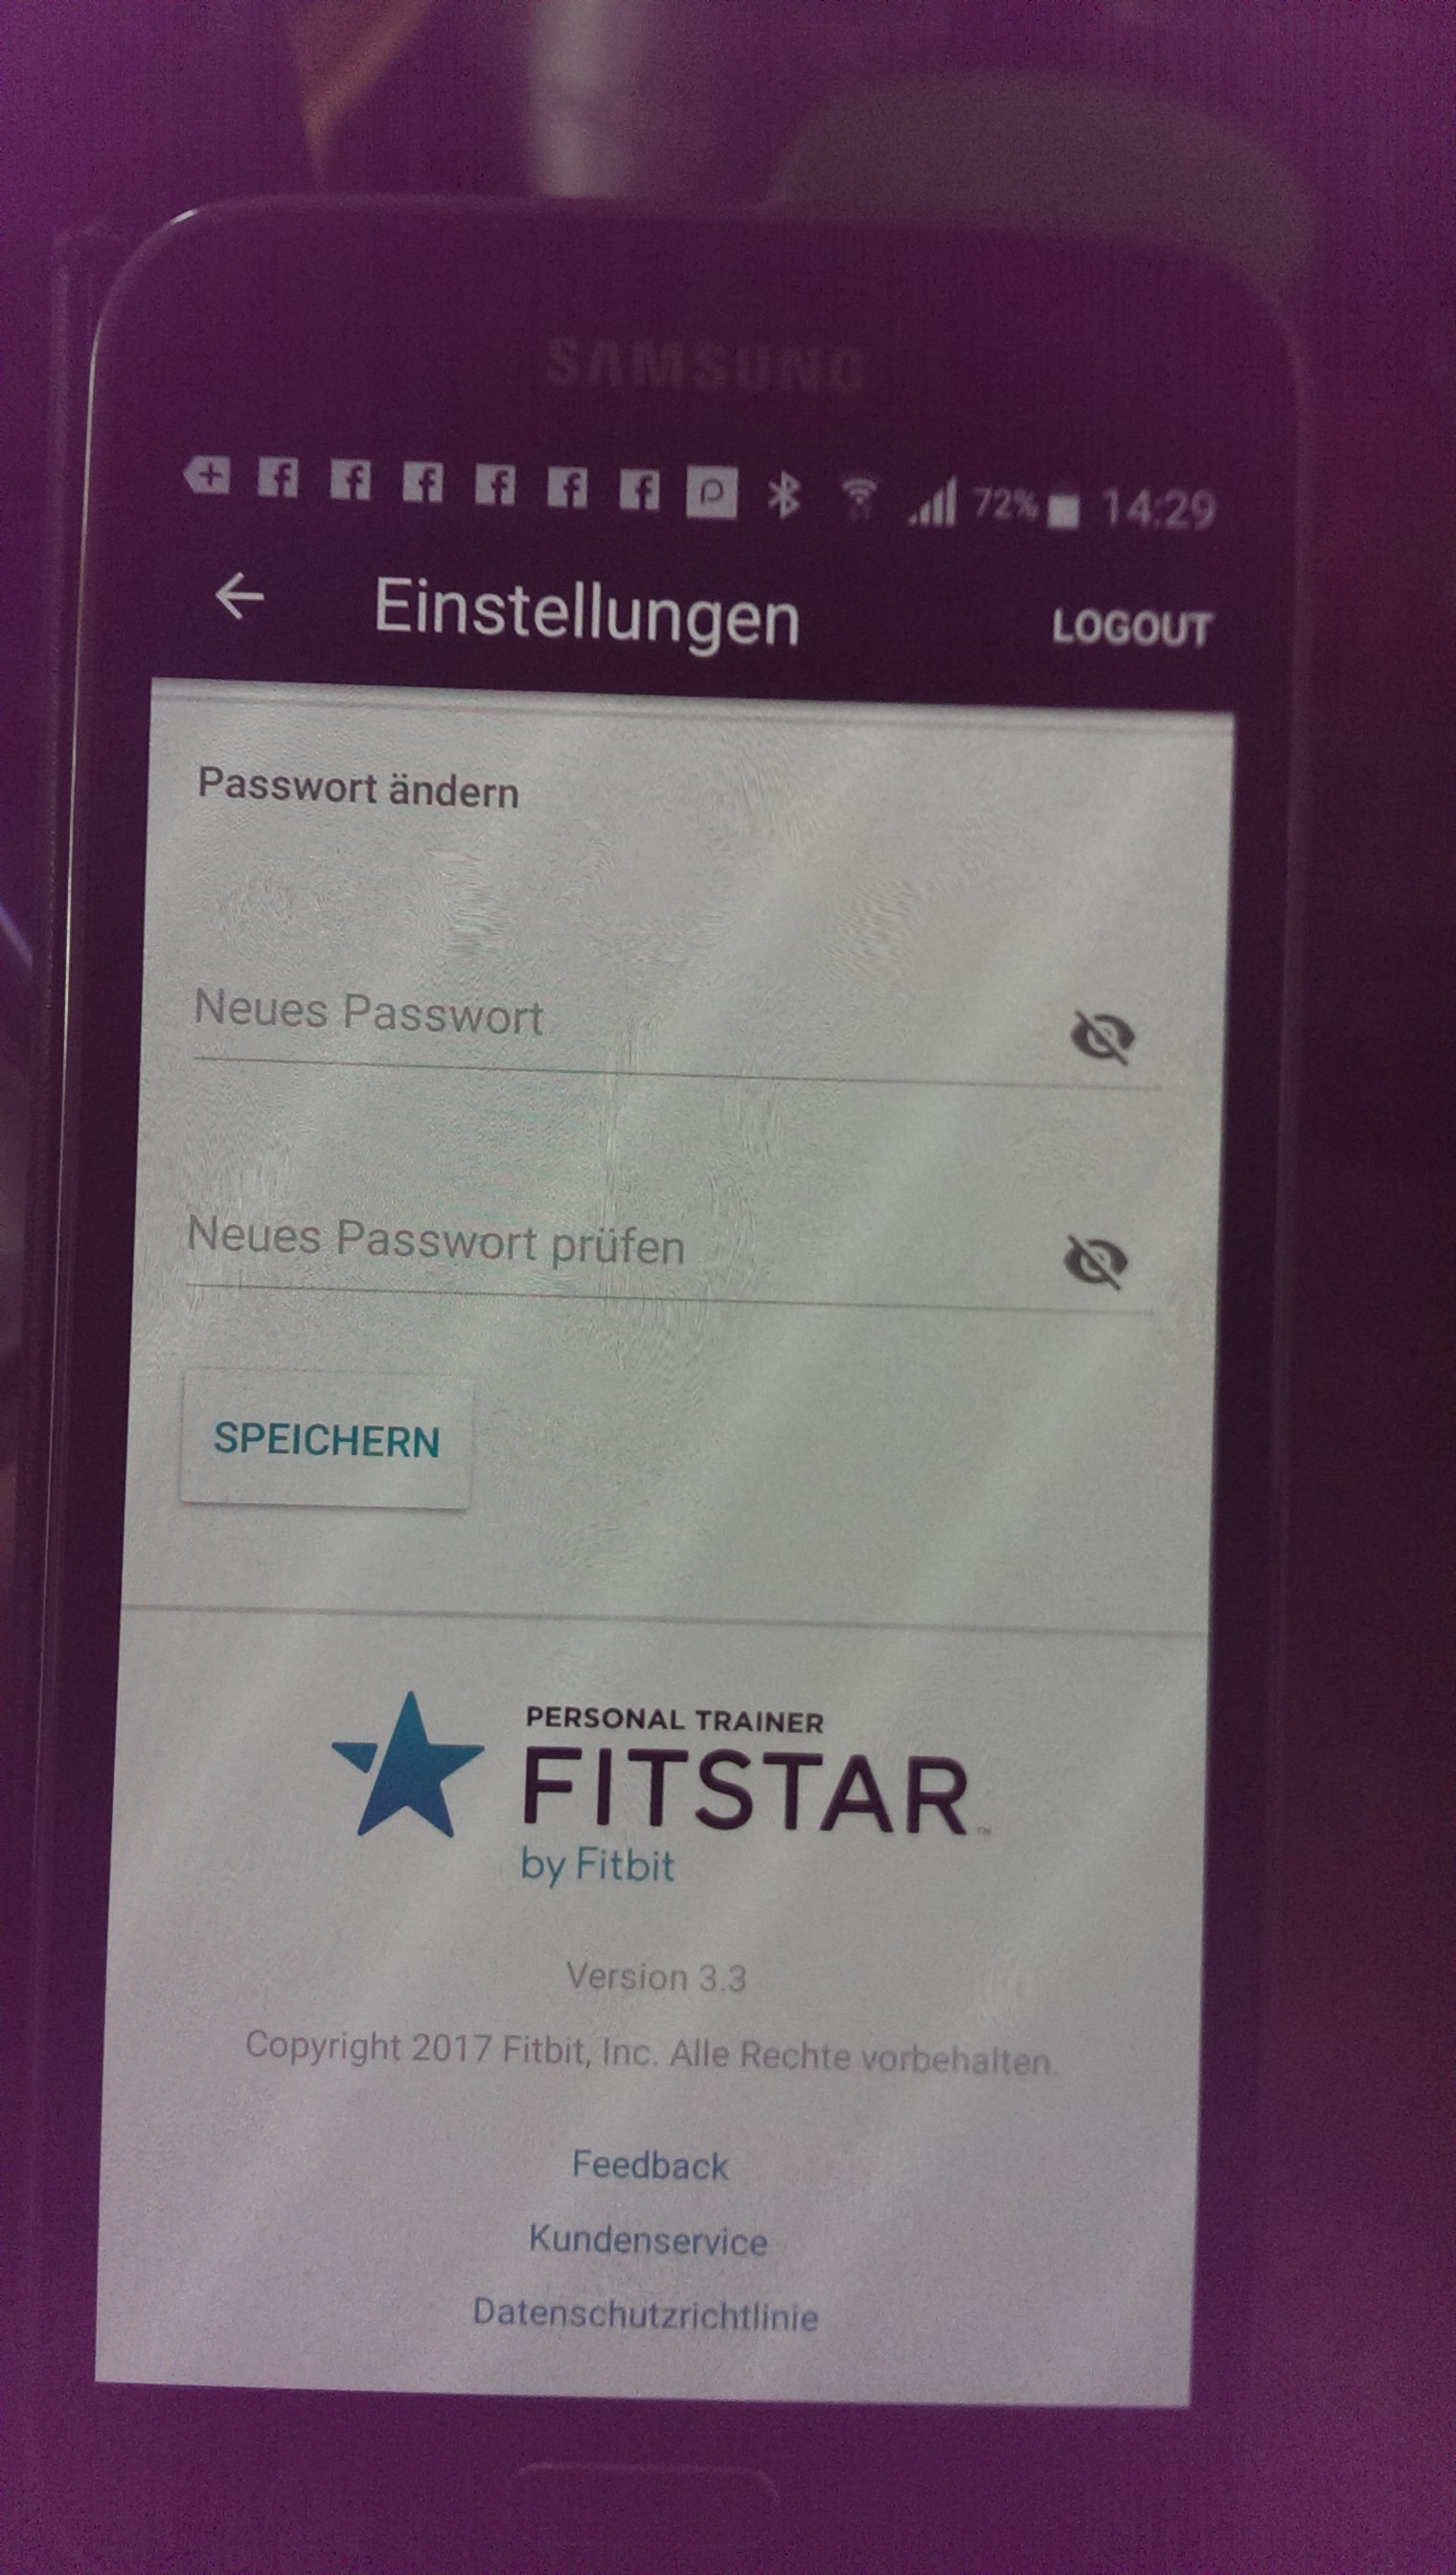 SAMSUNG
72% 14:29
Einstellungen LOGOUT
Passwort ändern
Neues Passwort
Neues Passwort prüfen
SPEICHERN
PERSONAL TRAINER
FITSTAR™
by Fitbit
Version 3.3
Copyright 2017 Fitbit, Inc. Alle Rechte vorbehalten.
Feedback
Kundenservice
Datenschutzrichtlinie